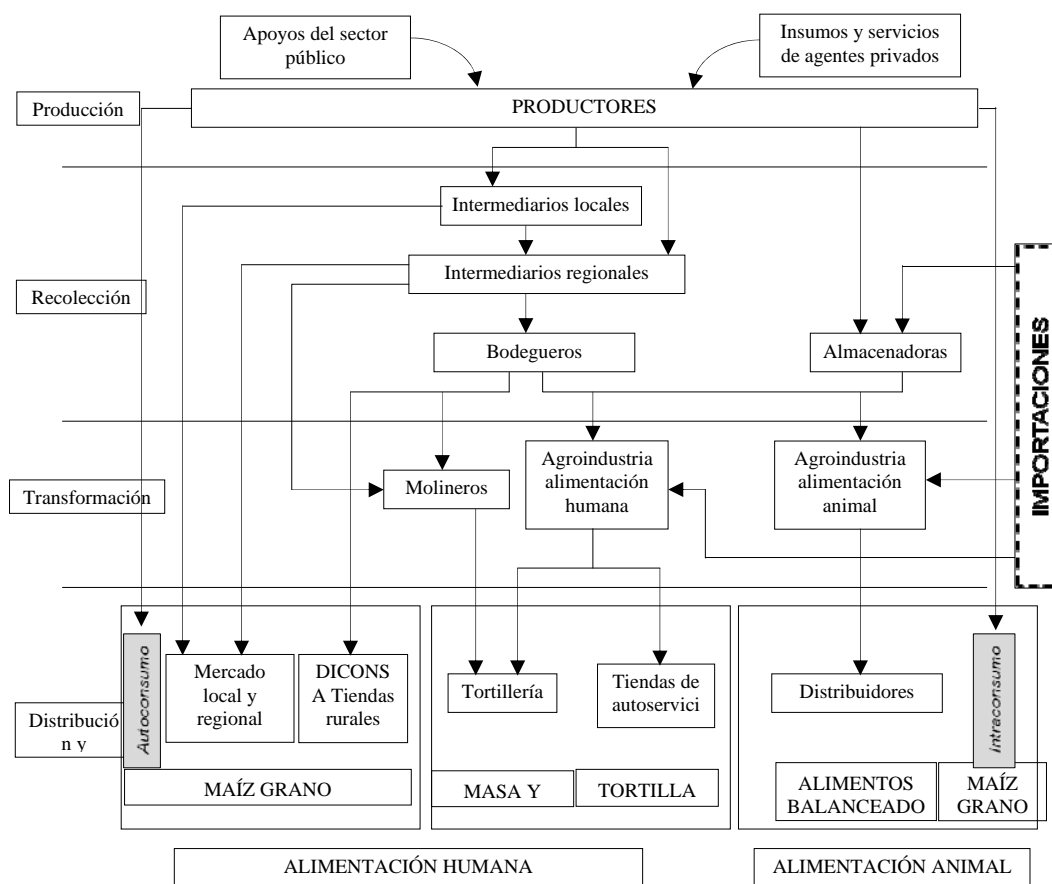 Apoyos del sector
público
Insumos y servicios
de agentes privados
Producción
PRODUCTORES
Intermediarios locales
Intermediarios regionales
Recolección
Bodegueros
Almacenadoras
IMPORTACIONES
Transformación
Molineros
Agroindustria
alimentación
humana
Agroindustria
alimentación
animal
Distribució
n y
Autoconsumo
Mercado
local y
regional
DICONS
A Tiendas
rurales
Tortillería
Tiendas de
autoservici
Distribuidores
Intraconsumo
MAÍZ GRANO
MASA Y
TORTILLA
ALIMENTOS
BALANCEADO
MAÍZ
GRANO
ALIMENTACIÓN HUMANA
ALIMENTACIÓN ANIMAL